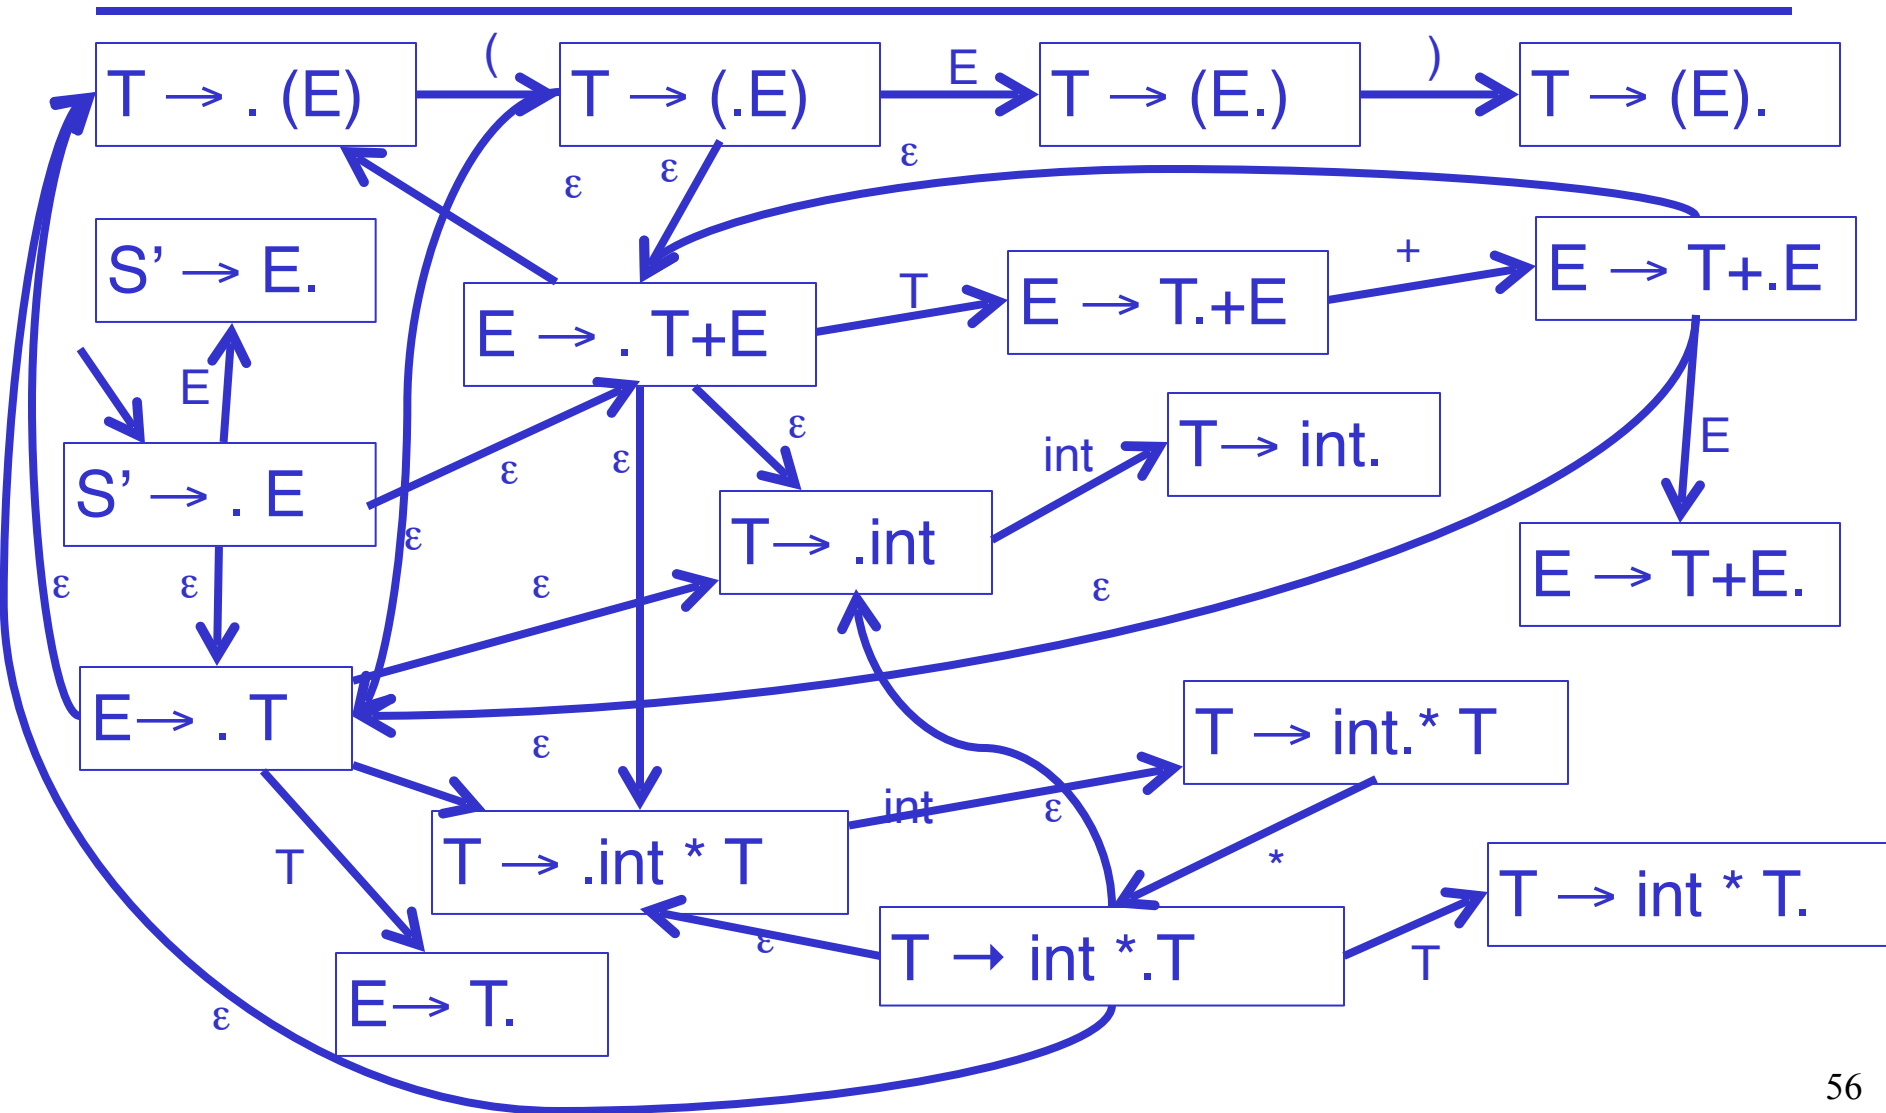 (
E
)
T → . (E)
T → (.E)
T → (E.)
T → (E).
ε
ε
ε
S’ → E.
E → . T+E
T
E → T.+E
+
E → T+.E
E
ε
ε
ε
int
T→ int.
E
S’ → . E
ε
T→ .int
ε
ε
ε
ε
E → T+E.
E→ . T
ε
T → int.* T
int
ε
T
T → .int * T
*
T → int * T.
ε
T → int *.T
T
E→ T.
ε
56